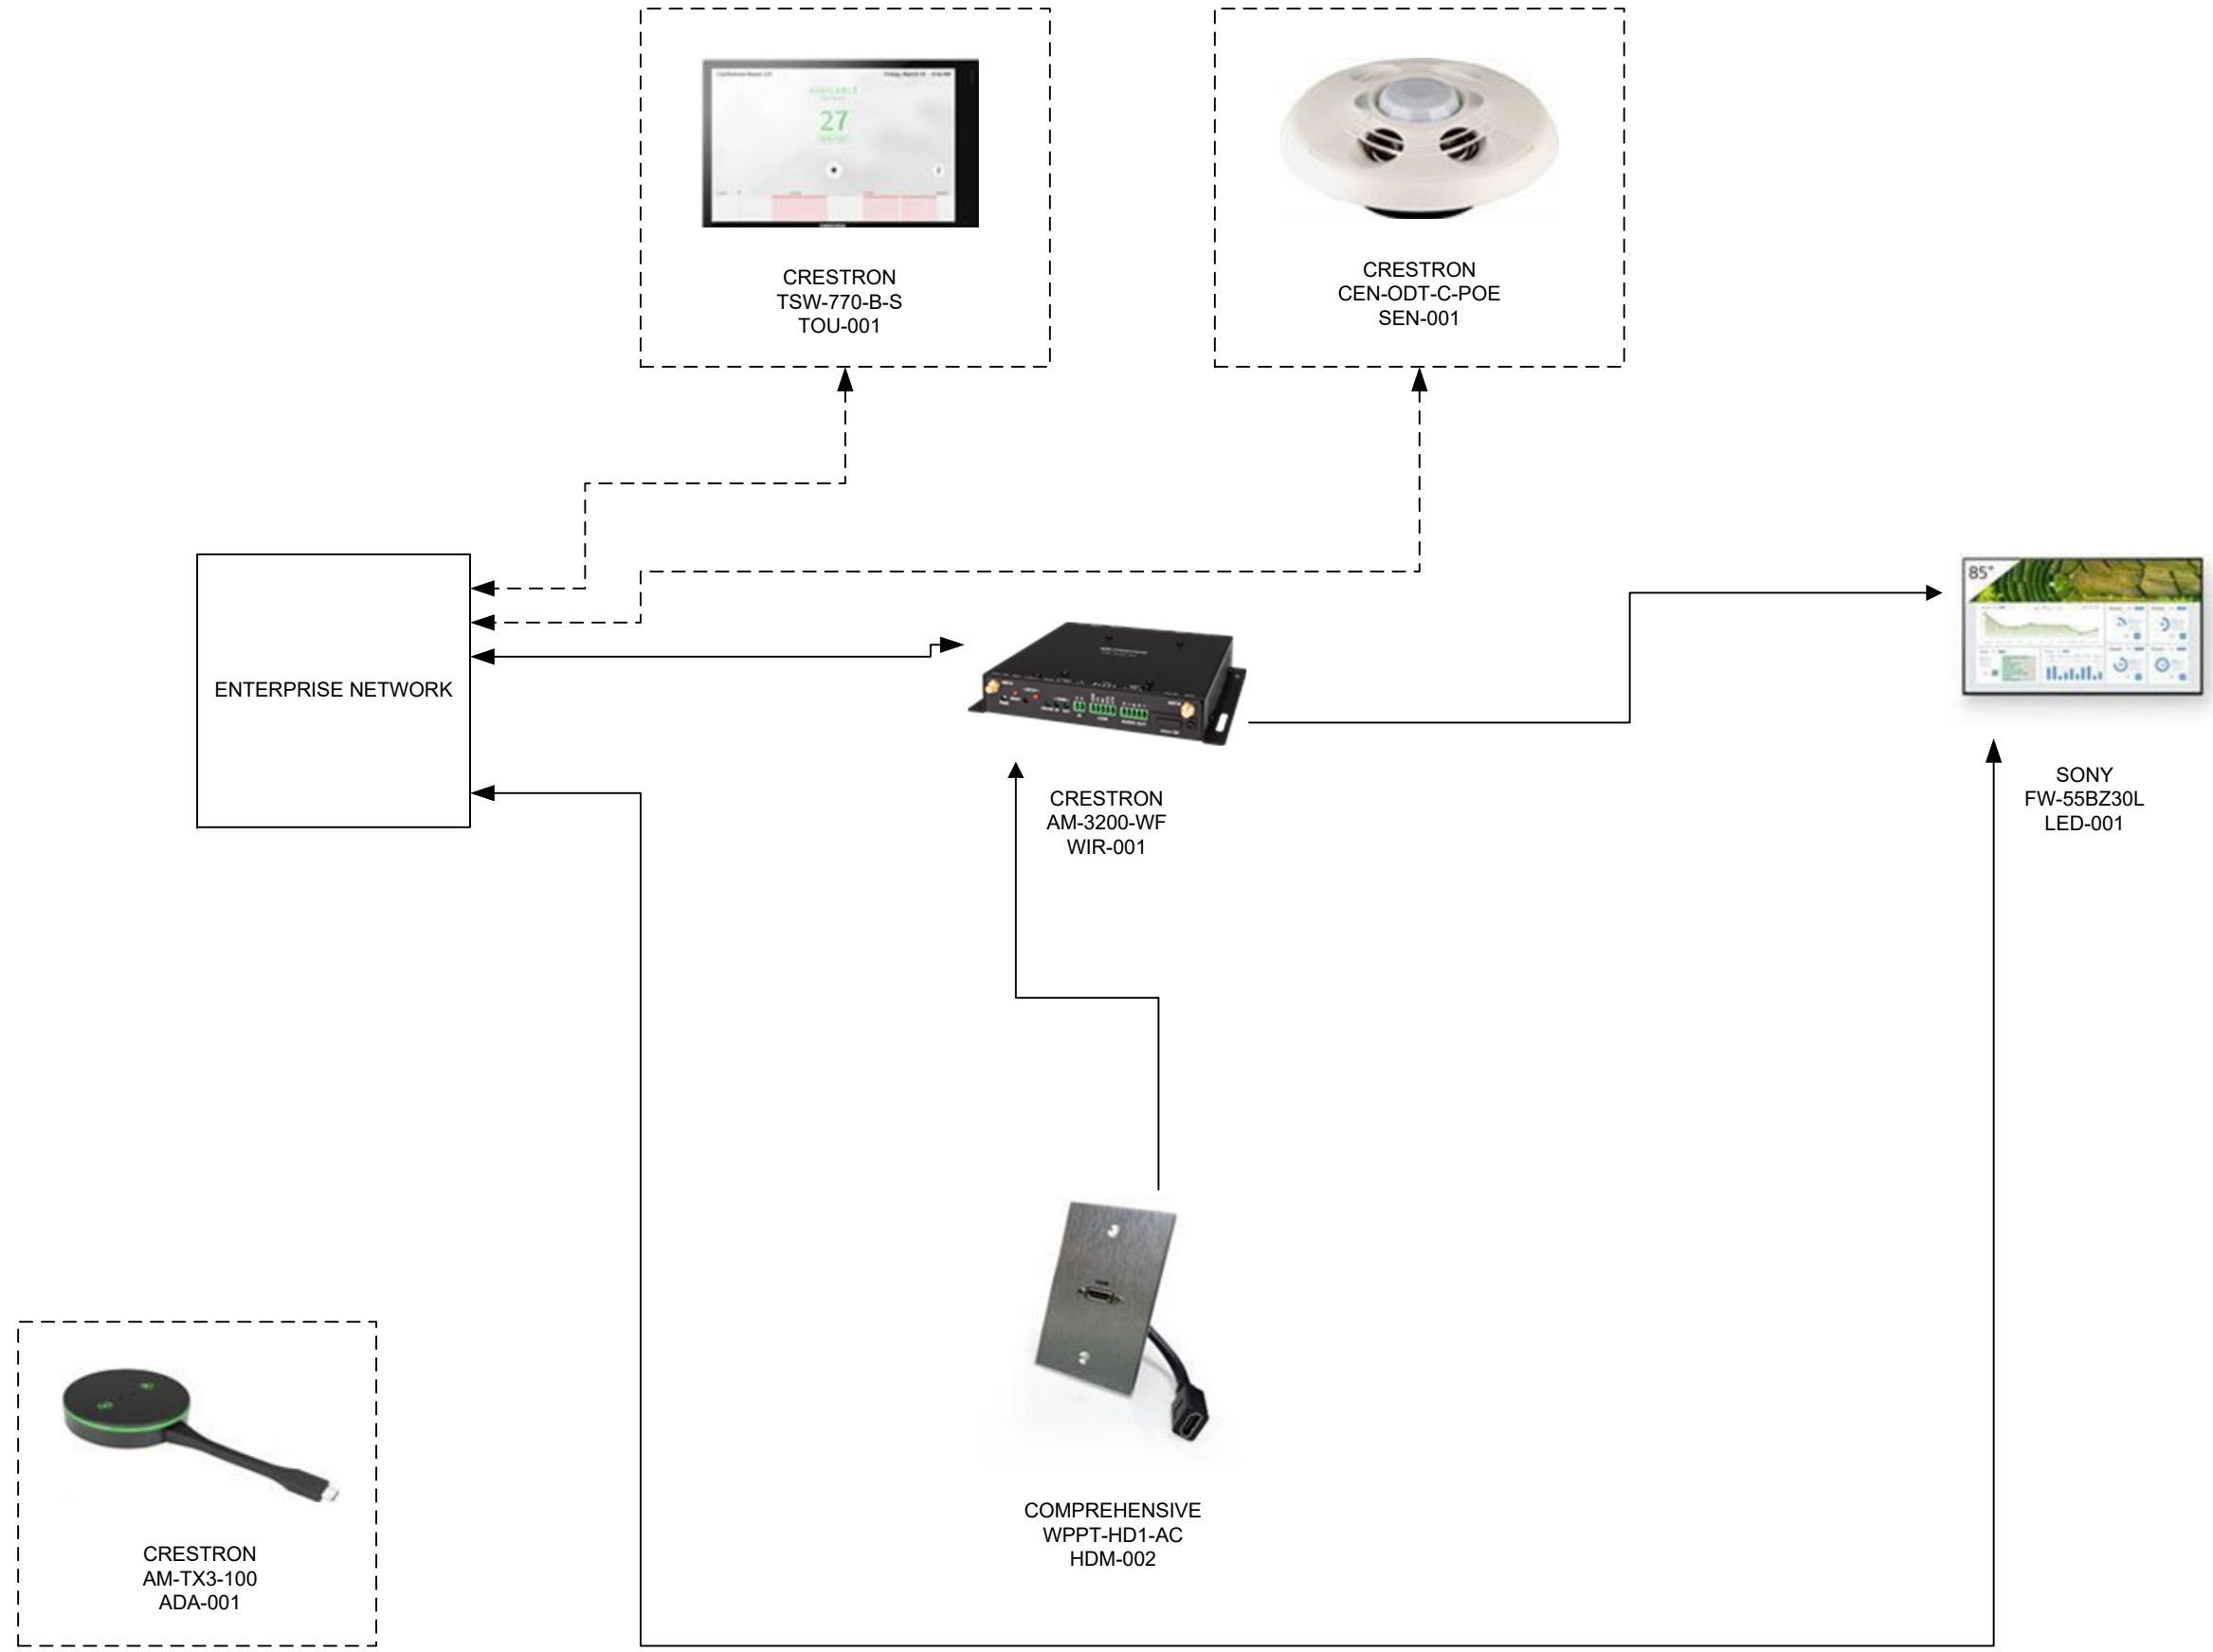 AVAILABLE
27
CRESTRON
TSW-770-B-S
TOU-001
CRESTRON
CEN-ODT-C-POE
SEN-001
ENTERPRISE NETWORK
85"
CRESTRON
AM-3200-WF
WIR-001
SONY
FW-55BZ30L
LED-001
COMPREHENSIVE
WPPT-HD1-AC
HDM-002
CRESTRON
AM-TX3-100
ADA-001